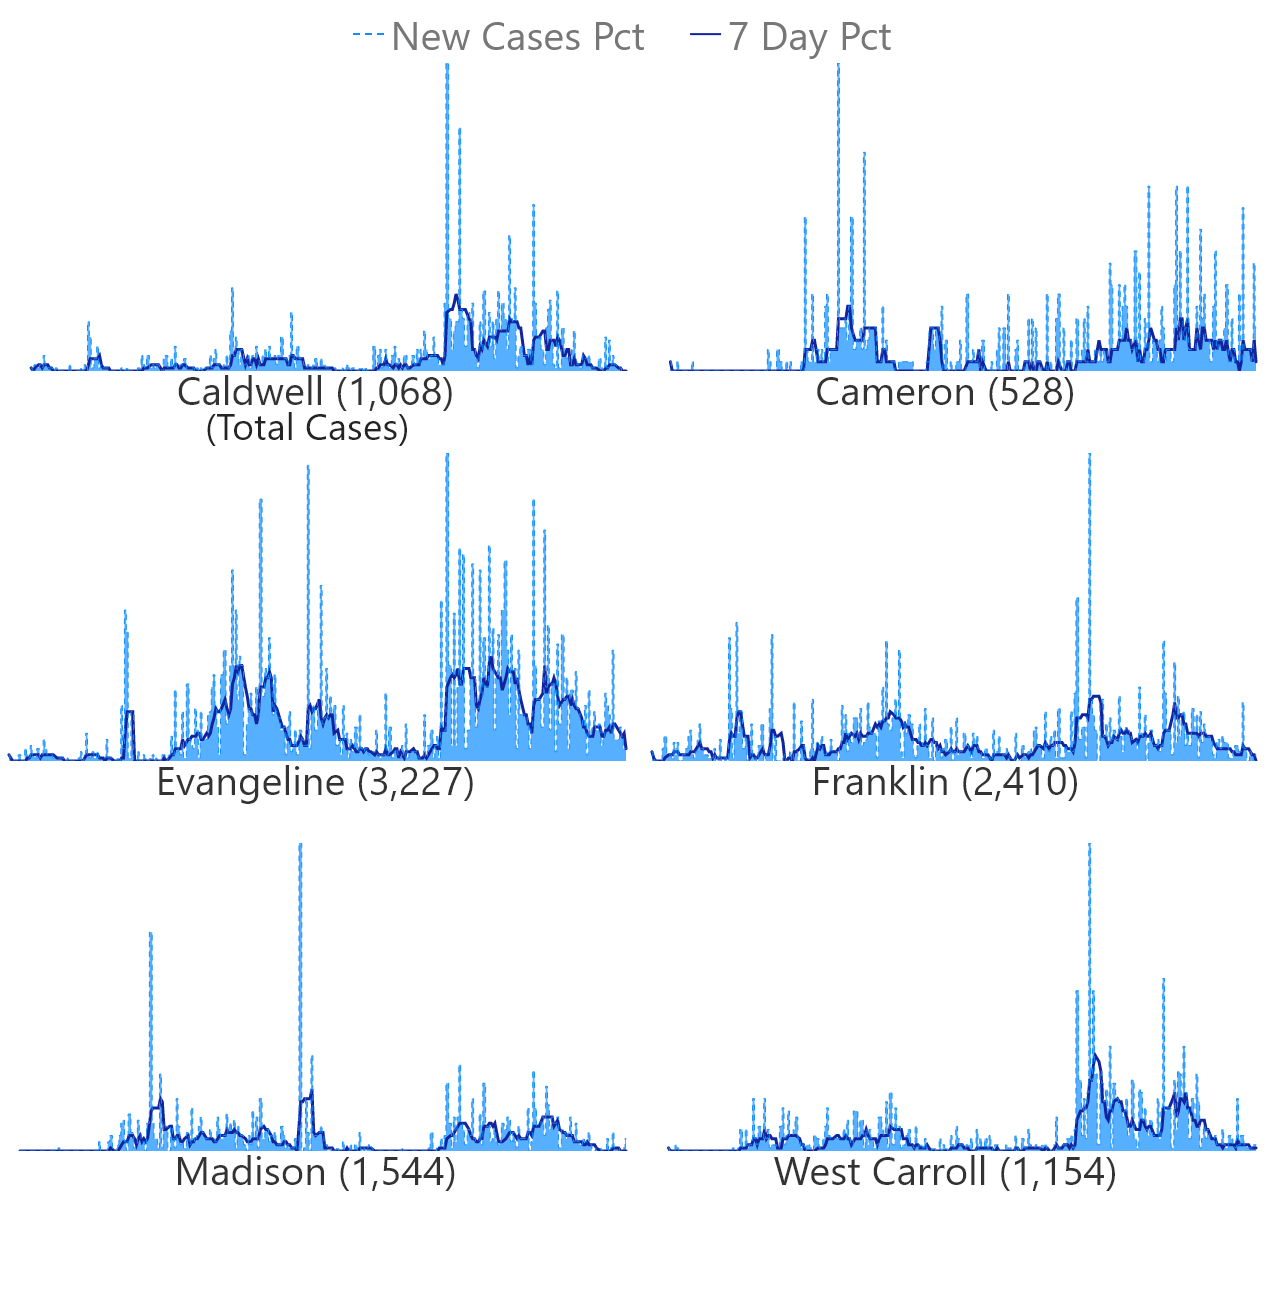 New Cases Pct 7 Day Pct
Caldwell (1,068) Cameron (528)
(Total Cases)
Evangeline (3,227) Franklin (2,410)
Madison (1,544) West Carroll (1,154)